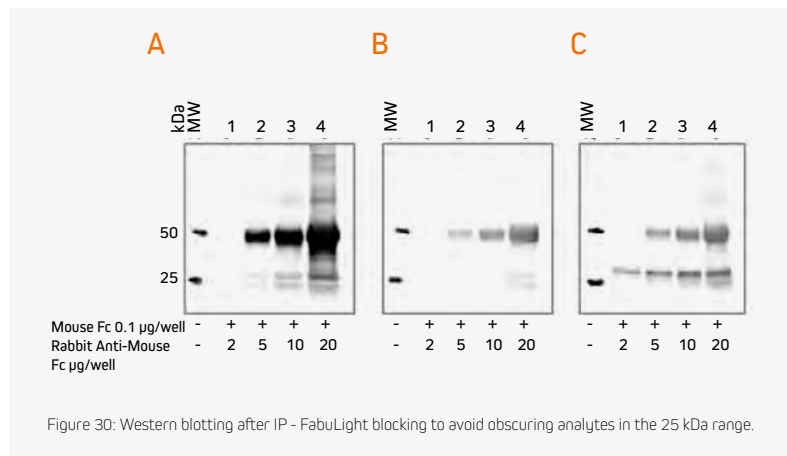 A B C
kDa
MW 1 2 3 4 MW 1 2 3 4 MW 1 2 3 4
50
25
Mouse Fc 0.1 µg/well - + + + + - + + + + - + + + +
Rabbit Anti-Mouse - 2 5 10 20 - 2 5 10 20 - 2 5 10 20
Fc µg/well
Figure 30: Western blotting after IP - FabuLight blocking to avoid obscuring analytes in the 25 kDa range.